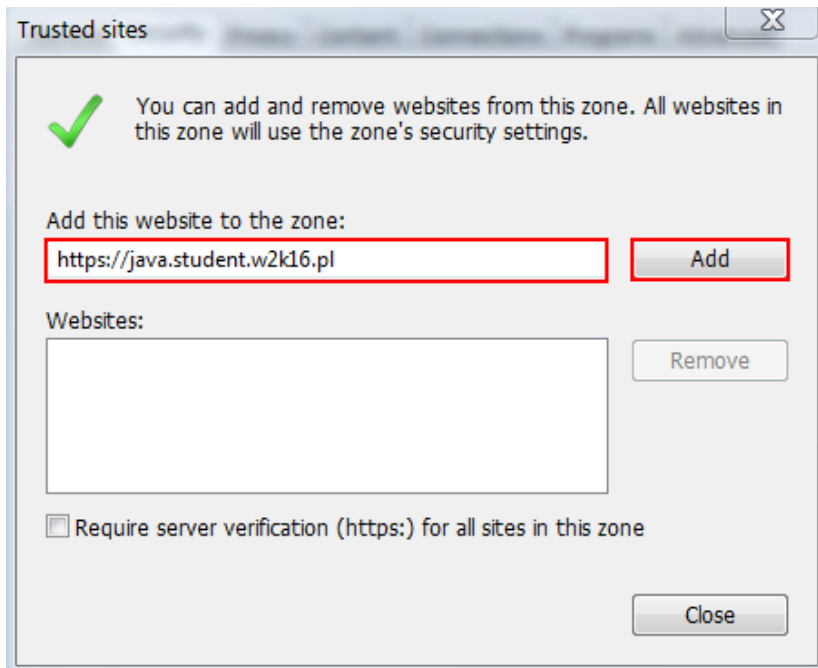 Trusted sites
You can add and remove websites from this zone. All websites in
this zone will use the zone's security settings.
Add this website to the zone:
https://java.student.w2k16.pl
Add
Websites:
Remove
Require server verification (https:) for all sites in this zone
Close